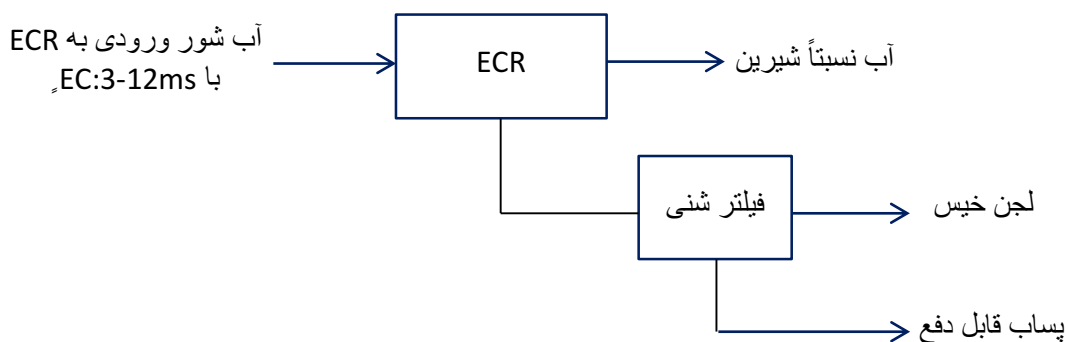 آب شور ورودی به ECR
با EC:3-12ms ٍ
ECR
آب نسبتاً شیرین
فیلتر شنی
لجن خیس
پساب قابل دفع